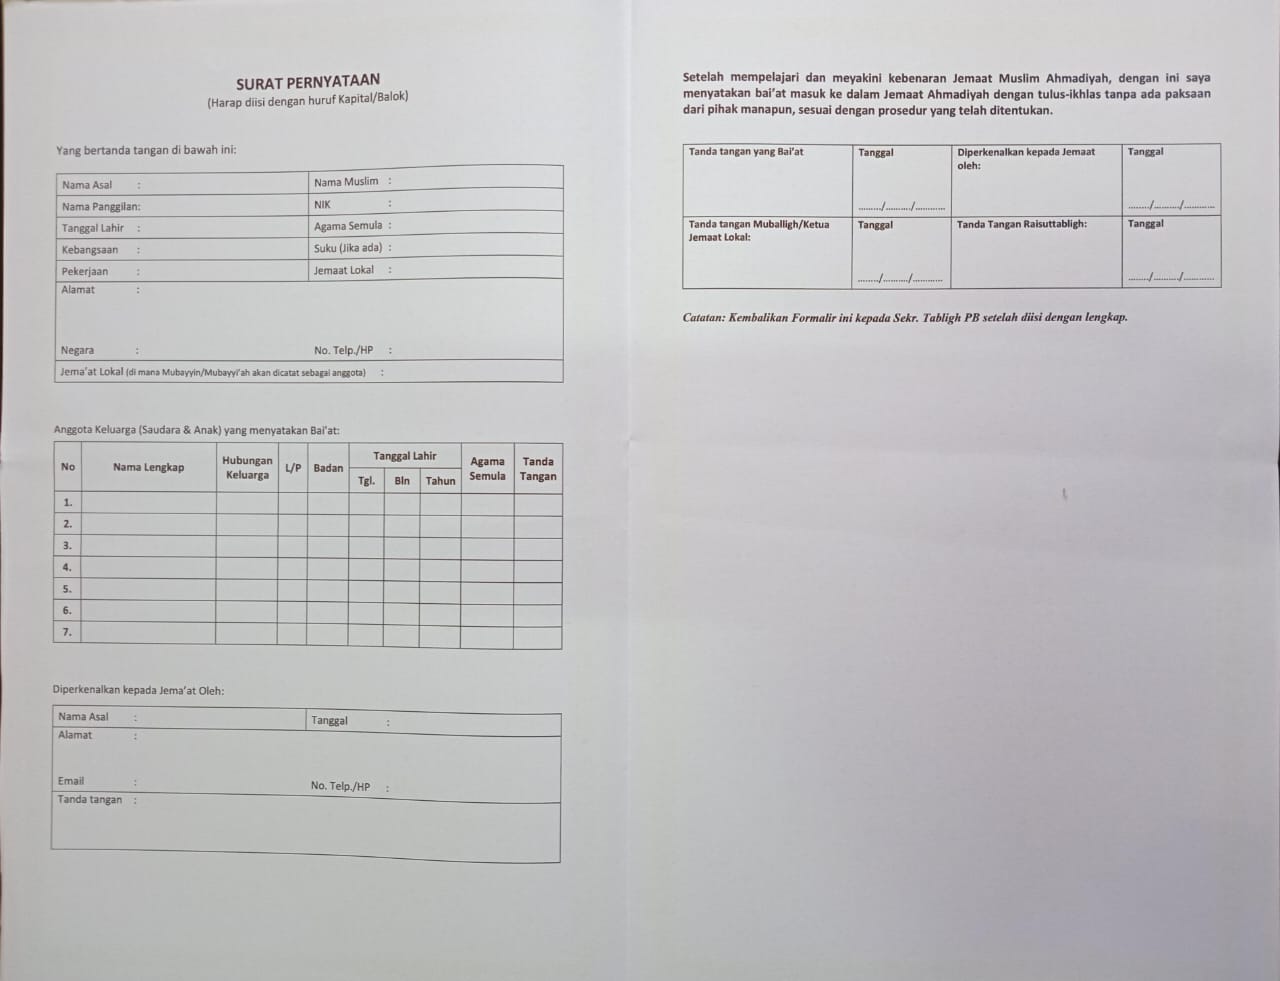 SURAT PERNYATAAN
(Harap diisi dengan huruf Kapital/Balok)
Yang bertanda tangan di bawah ini:
Nama Asal : Nama Muslim :
Nama Panggilan: NIK :
Tanggal Lahir : Agama Semula :
Kebangsaan : Suku (Jika ada) :
Pekerjaan : Jemaat Lokal :
Alamat :
Negara : No. Telp./HP :
Jema'at Lokal (di mana Mubayyin/Mubayyi'ah akan dicatat sebagai anggota) :
Anggota Keluarga (Saudara & Anak) yang menyatakan Bai'at:
No Nama Lengkap Hubungan Keluarga L/P Badan Tanggal Lahir Agama Semula Tanda Tangan
Tgl. Bln Tahun
1.
2.
3.
4.
5.
6.
7.
Diperkenalkan kepada Jema'at Oleh:
Nama Asal : Tanggal :
Alamat :
Email : No. Telp./HP :
Tanda tangan :
Setelah mempelajari dan meyakini kebenaran Jemaat Muslim Ahmadiyah, dengan ini saya
menyatakan bai'at masuk ke dalam Jemaat Ahmadiyah dengan tulus-ikhlas tanpa ada paksaan
dari pihak manapun, sesuai dengan prosedur yang telah ditentukan.
Tanda tangan yang Bai'at Tanggal Diperkenalkan kepada Jemaat Tanggal
oleh:
........./........../............ ......../........../............
Tanda tangan Muballigh/Ketua Tanggal Tanda Tangan Raisuttabligh: Tanggal
Jemaat Lokal:
......../........../............ ......../........../............
Catatan: Kembalikan Formalir ini kepada Sekr. Tabligh PB setelah diisi dengan lengkap.